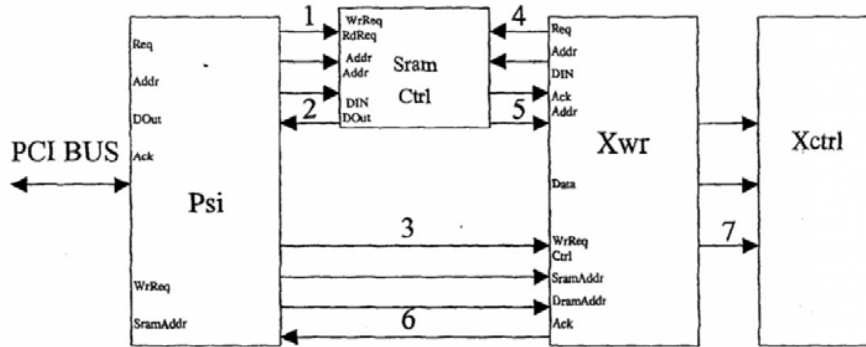 1
WrReq
RdReq
Addr
Addr
Sram
Ctrl
DIN
DOut
2
4
5
Req
Addr
DOut
Ack
PCI BUS
Psi
WrReq
SramAddr
3
6
Req
Addr
DIN
Ack
Addr
Xwr
Data
WrReq
Ctrl
SramAddr
DramAddr
Ack
7
Xctrl